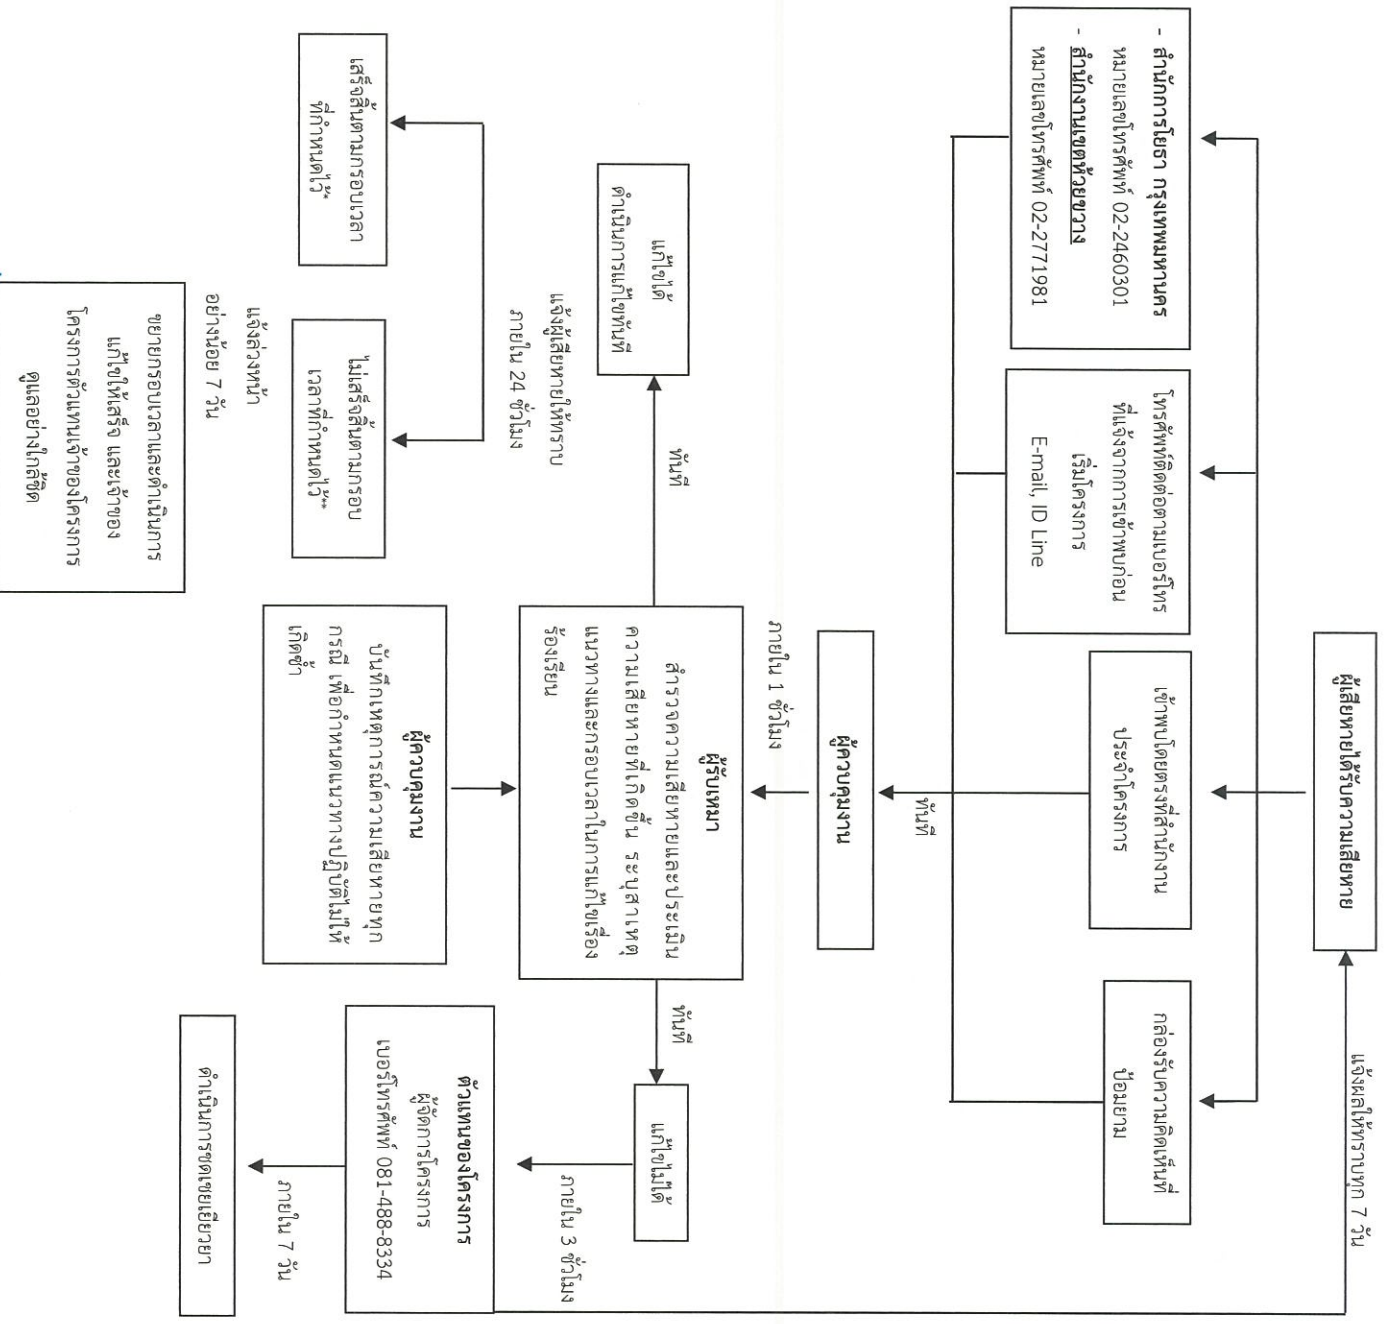 ผู้เสียหายได้รับความเสียหาย
แจ้งผลให้ทราบทุก 7 วัน
- สำนักการโยธา กรุงเทพมหานคร
หมายเลขโทรศัพท์ 02-2460301
- สำนักงานเขตห้วยขวาง
หมายเลขโทรศัพท์ 02-2771981
โทรศัพท์ติดต่อตามเบอร์โทร
ที่แจ้งจากการเข้าพบก่อน
เริ่มโครงการ
E-mail, ID Line
เข้าพบโดยตรงที่สำนักงาน
ประจำโครงการ
กล่องรับความคิดเห็นที่
ป้อมยาม
ทันที
ผู้ควบคุมงาน
ภายใน 1 ชั่วโมง
ผู้รับเหมา
สำรวจความเสียหายและประเมิน
ความเสียหายที่เกิดขึ้น ระบุสาเหตุ
แนวทางและกรอบเวลาในการแก้ไขเรื่อง
ร้องเรียน
ทันที
แก้ไขได้
ดำเนินการแก้ไขทันที
ทันที
แก้ไขไม่ได้
แจ้งผู้เสียหายให้ทราบ
ภายใน 24 ชั่วโมง
ภายใน 3 ชั่วโมง
เสร็จสิ้นตามกรอบเวลา
ที่กำหนดไว้*
ไม่เสร็จสิ้นตามกรอบ
เวลาที่กำหนดไว้**
ผู้ควบคุมงาน
บันทึกเหตุการณ์ความเสียหายทุก
กรณี เพื่อกำหนดแนวทางปฏิบัติไม่ให้
เกิดซ้ำ
ตัวแทนของโครงการ
ผู้จัดการโครงการ
เบอร์โทรศัพท์ 081-488-8334
แจ้งล่วงหน้า
อย่างน้อย 7 วัน
ภายใน 7 วัน
ขยายกรอบเวลาและดำเนินการ
แก้ไขให้เสร็จ และเจ้าของ
โครงการตัวแทนเจ้าของโครงการ
ดูแลอย่างใกล้ชิด
ดำเนินการชดเชยเยียวยา